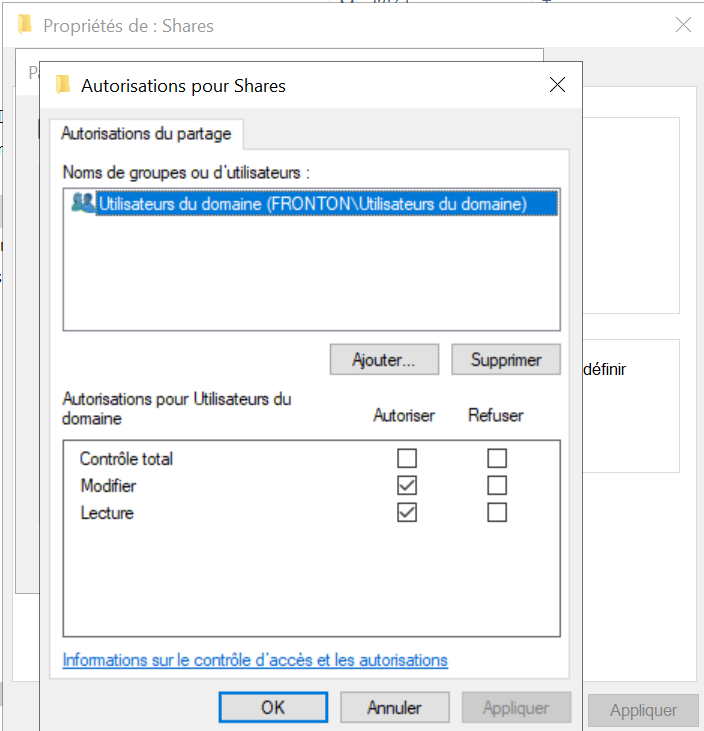 Propriétés de : Shares
Autorisations pour Shares
Autorisations du partage
Noms de groupes ou d'utilisateurs :
Utilisateurs du domaine (FRONTON\Utilisateurs du domaine)
Ajouter...
Supprimer
définir
Autorisations pour Utilisateurs du
domaine
Autoriser
Refuser
Contrôle total
Modifier
Lecture
Informations sur le contrôle d'accès et les autorisations
OK
Annuler
Appliquer
Appliquer